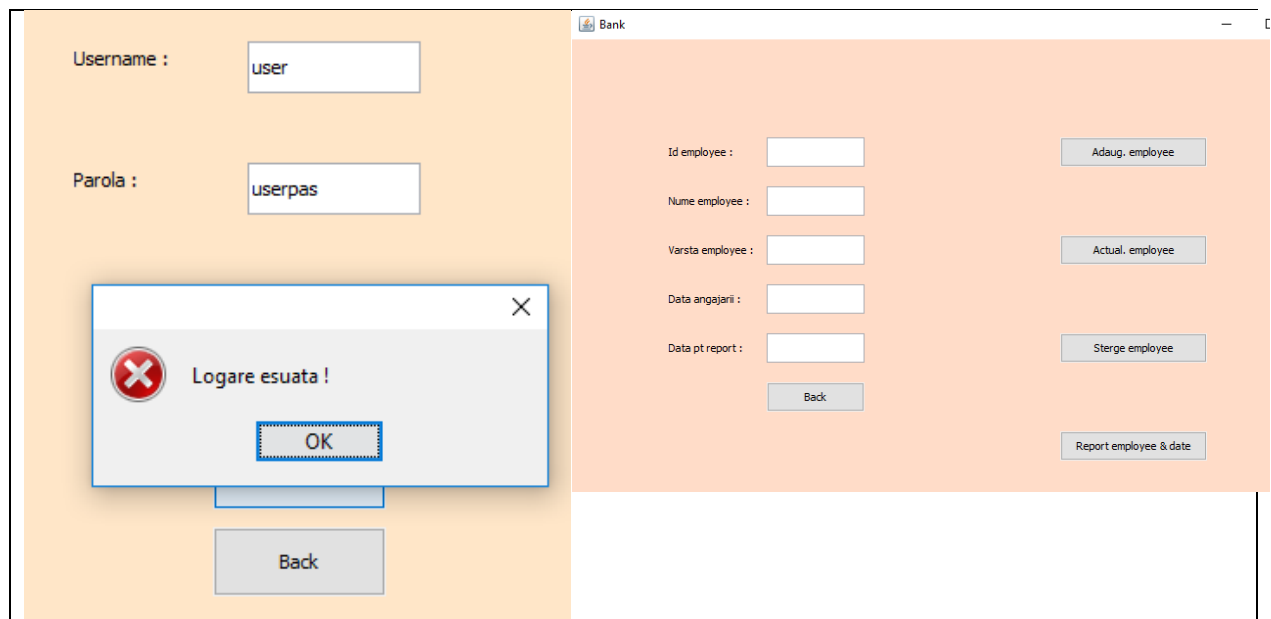 Username :
user
Parola :
userpas
Logare esuata !
OK
Back
Bank
Id employee :
Adaug. employee
Nume employee :
Varsta employee :
Actual. employee
Data angajarii :
Data pt report :
Sterge employee
Back
Report employee & date